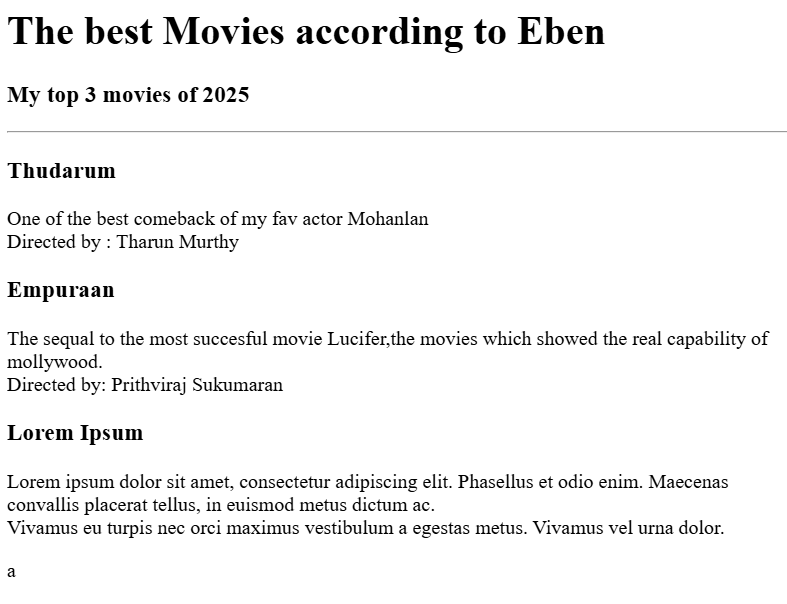 The best Movies according to Eben
My top 3 movies of 2025
Thudarum
One of the best comeback of my fav actor Mohanlan
Directed by : Tharun Murthy
Empuraan
The sequal to the most succesful movie Lucifer,the movies which showed the real capability of
mollywood.
Directed by: Prithviraj Sukumaran
Lorem Ipsum
Lorem ipsum dolor sit amet, consectetur adipiscing elit. Phasellus et odio enim. Maecenas
convallis placerat tellus, in euismod metus dictum ac.
Vivamus eu turpis nec orci maximus vestibulum a egestas metus. Vivamus vel urna dolor.
a